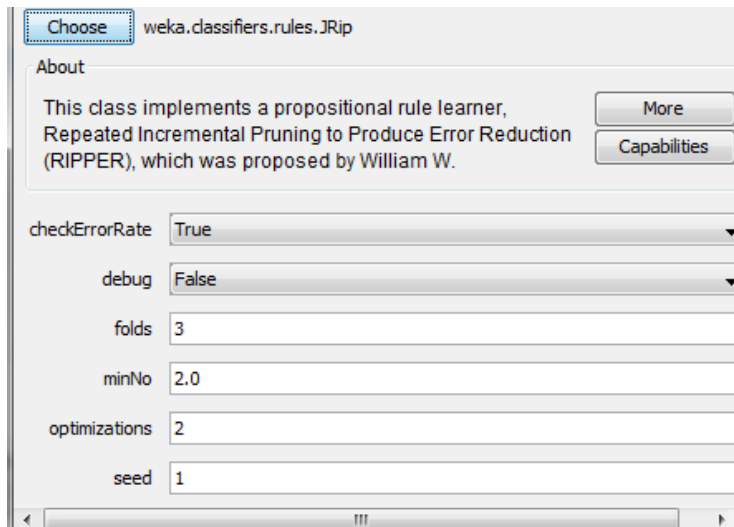 Choose weka.classifiers.rules.JRip
About
This class implements a propositional rule learner,
Repeated Incremental Pruning to Produce Error Reduction
(RIPPER), which was proposed by William W.
More
Capabilities
checkErrorRate True
debug False
folds 3
minNo 2.0
optimizations 2
seed 1